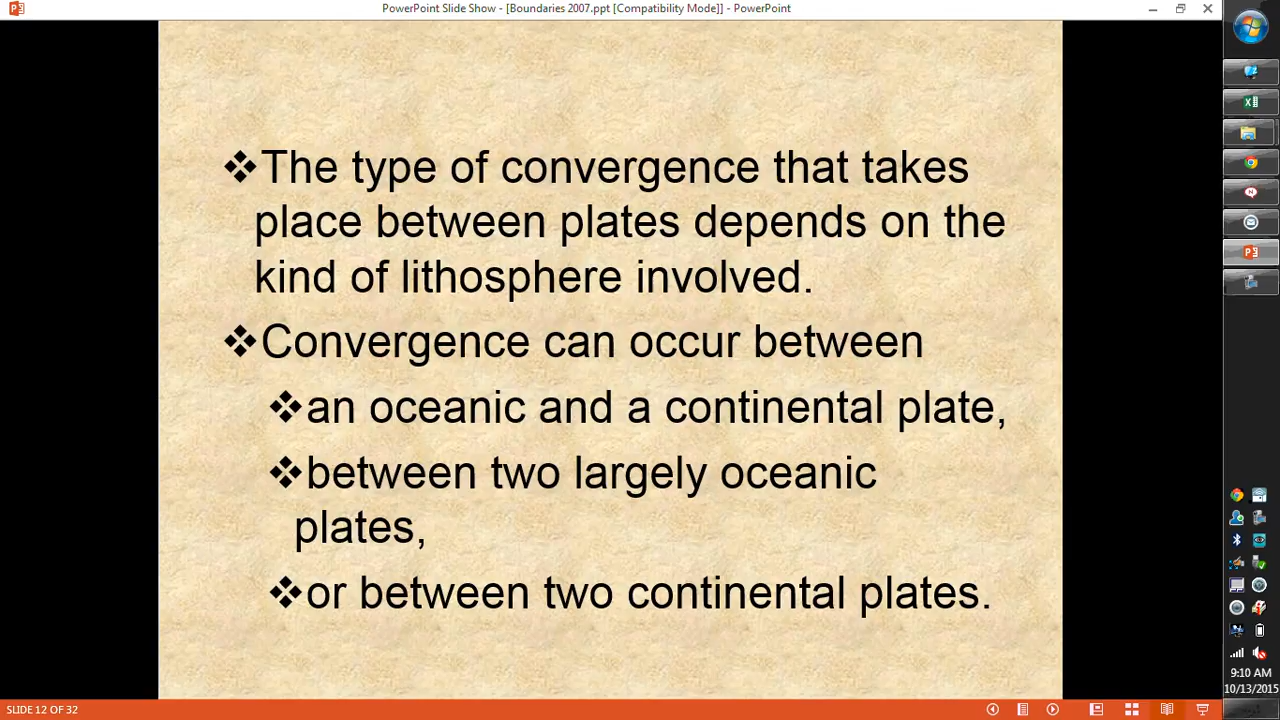 PowerPoint Slide Show - [Boundaries 2007.ppt [Compatibility Mode]] - PowerPoint
❖The type of convergence that takes
place between plates depends on the
kind of lithosphere involved.
❖Convergence can occur between
❖an oceanic and a continental plate,
❖between two largely oceanic
plates,
❖or between two continental plates.
9:10 AM
10/13/2015
SLIDE 12 OF 32